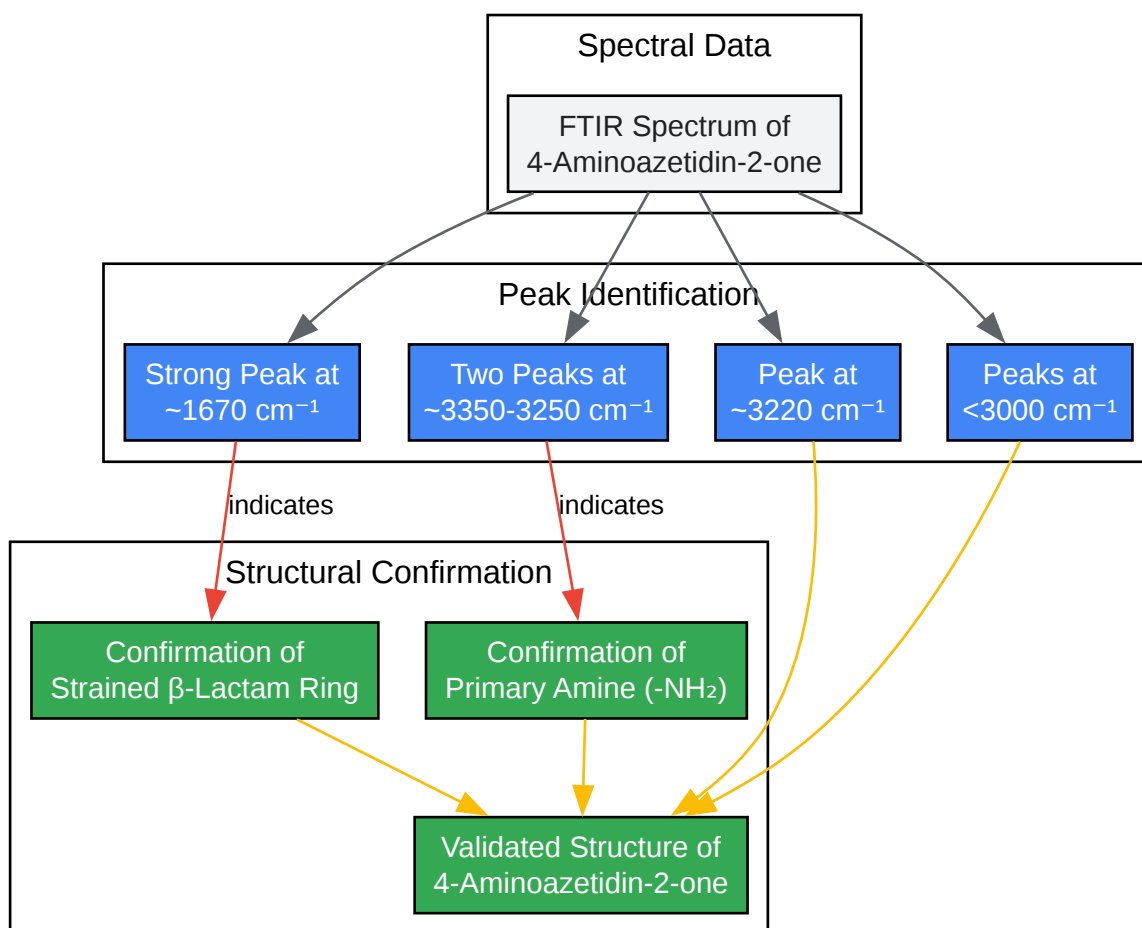 Spectral Data
FTIR Spectrum of
4-Aminoazetidin-2-one
Peak Identification
Strong Peak at
~1670 cm⁻¹
Two Peaks at
~3350-3250 cm⁻¹
Peak at
~3220 cm⁻¹
Peaks at
<3000 cm⁻¹
indicates
indicates
Structural Confirmation
Confirmation of
Strained β-Lactam Ring
Confirmation of
Primary Amine (-NH₂)
Validated Structure of
4-Aminoazetidin-2-one